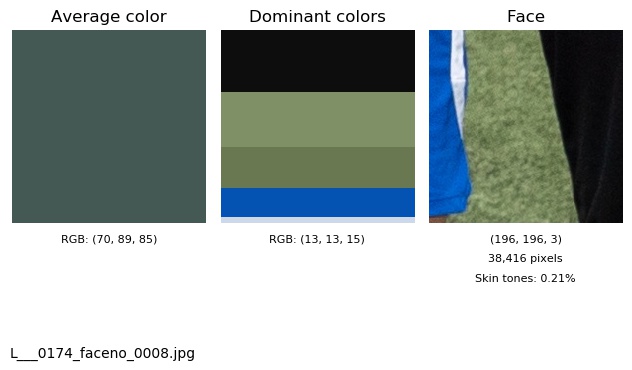 Average color
Dominant colors
Face
RGB: (70, 89, 85)
RGB: (13, 13, 15)
(196, 196, 3)
38,416 pixels
Skin tones: 0.21%
L___0174_faceno_0008.jpg